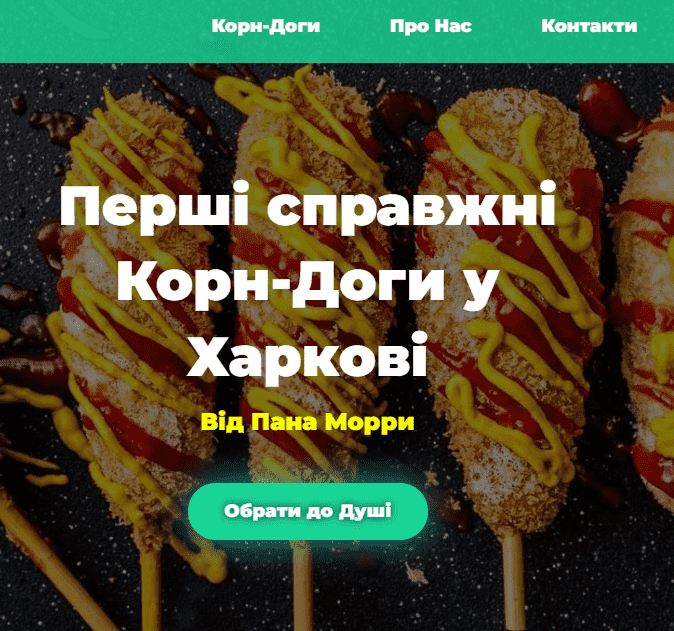 Корн-Доги Про Нас Контакти
Перші справжні
Корн-Доги у
Харкові
Від Пана Морри
Обрати до Душі